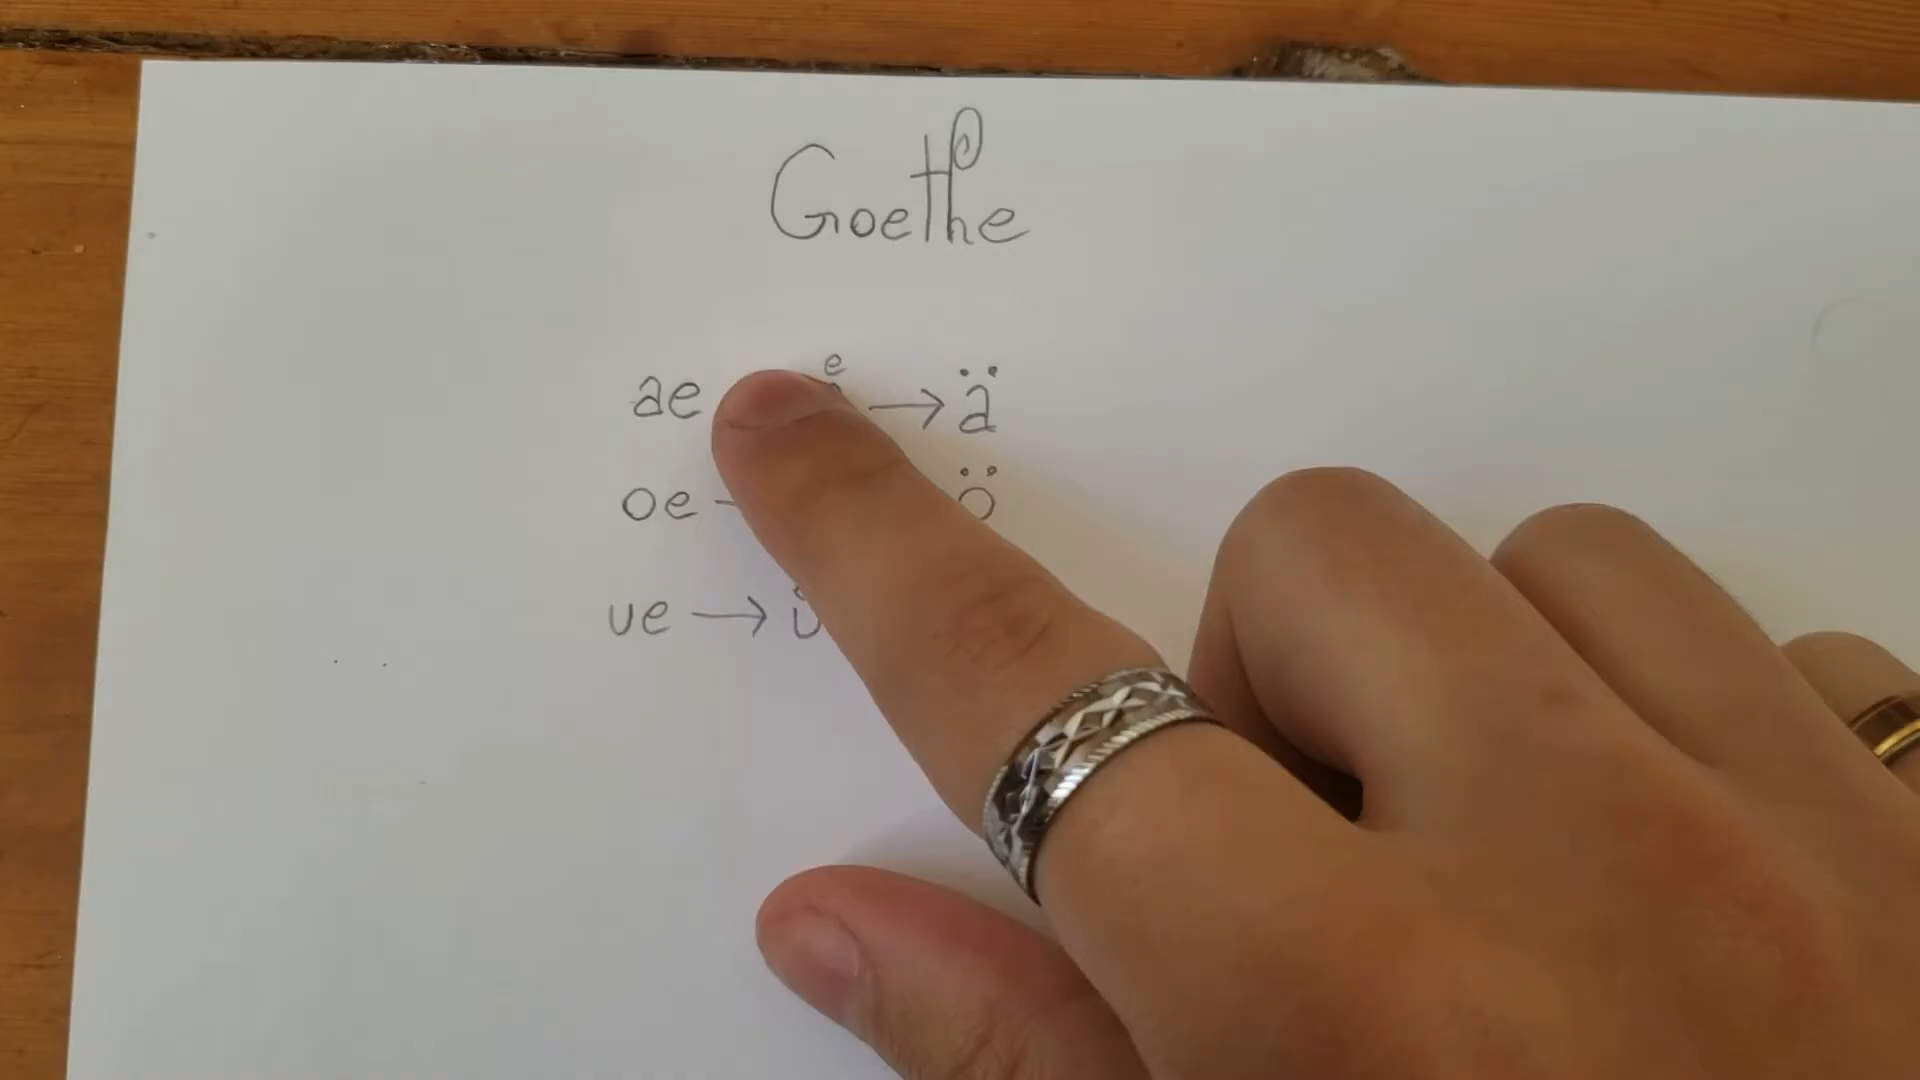 Goethe
ae e → ä
oe ö
ue →